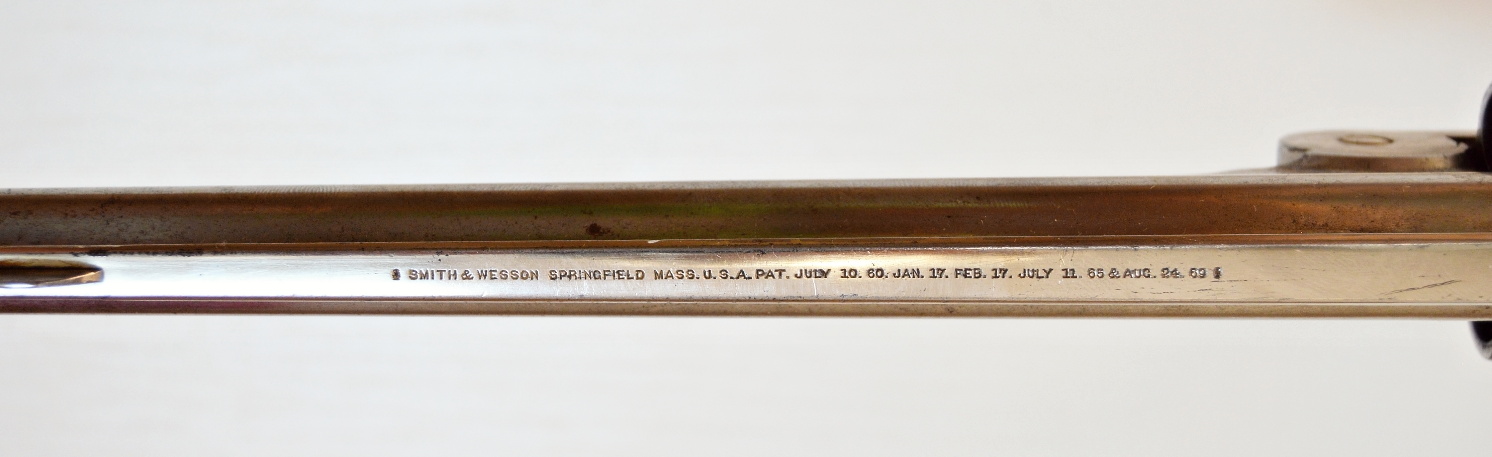 SMITH & WESSON SPRINGFIELD MASS. U.S.A. PAT. JULY 10. 60. JAN. 17. FEB. 17. JULY 11. 65 & AUG. 24. 69